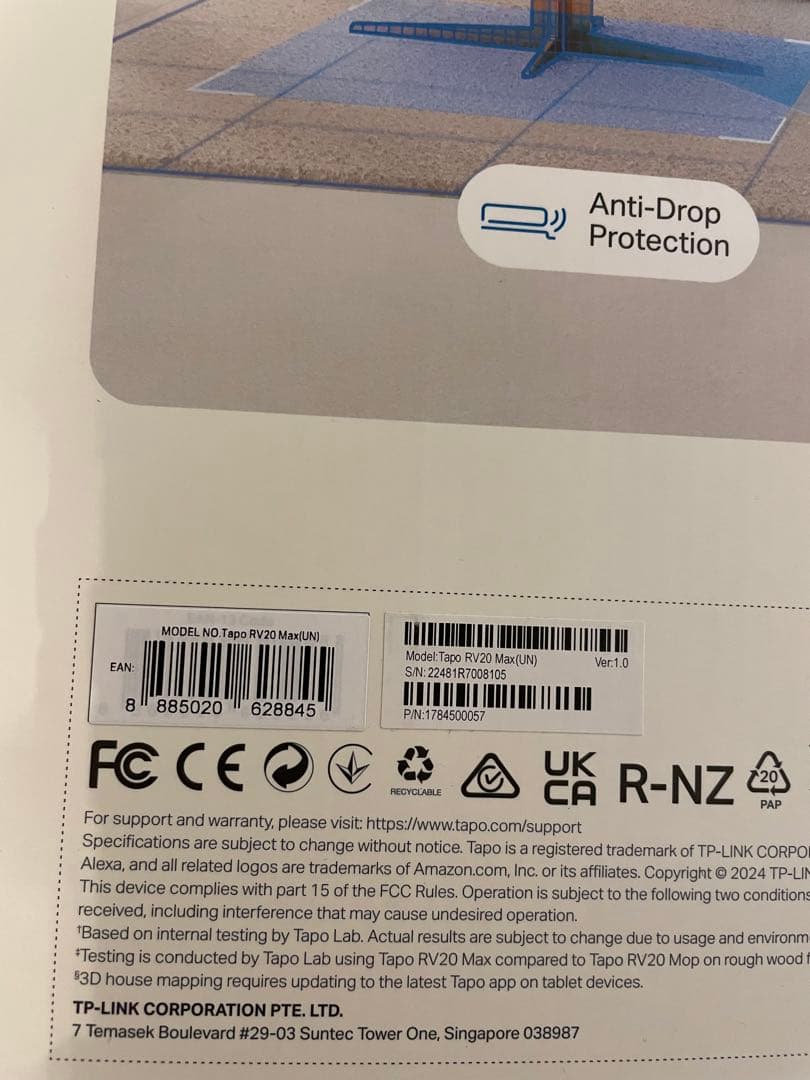 Anti-Drop
Protection
MODEL NO.Tapo RV20 Max(UN)
EAN:
8 885020 628845
Model:Tapo RV20 Max(UN) Ver:1.0
S/N: 22481R7008105
P/N:1784500057
FC CE
RECYCLABLE
UK
CA
R-NZ
20
PAP
For support and warranty, please visit: https://www.tapo.com/support
Specifications are subject to change without notice. Tapo is a registered trademark of TP-LINK CORPO
Alexa, and all related logos are trademarks of Amazon.com, Inc. or its affiliates. Copyright © 2024 TP-LIN
This device complies with part 15 of the FCC Rules. Operation is subject to the following two conditions
received, including interference that may cause undesired operation.
†Based on internal testing by Tapo Lab. Actual results are subject to change due to usage and environm
‡Testing is conducted by Tapo Lab using Tapo RV20 Max compared to Tapo RV20 Mop on rough wood f
§3D house mapping requires updating to the latest Tapo app on tablet devices.
TP-LINK CORPORATION PTE. LTD.
7 Temasek Boulevard #29-03 Suntec Tower One, Singapore 038987